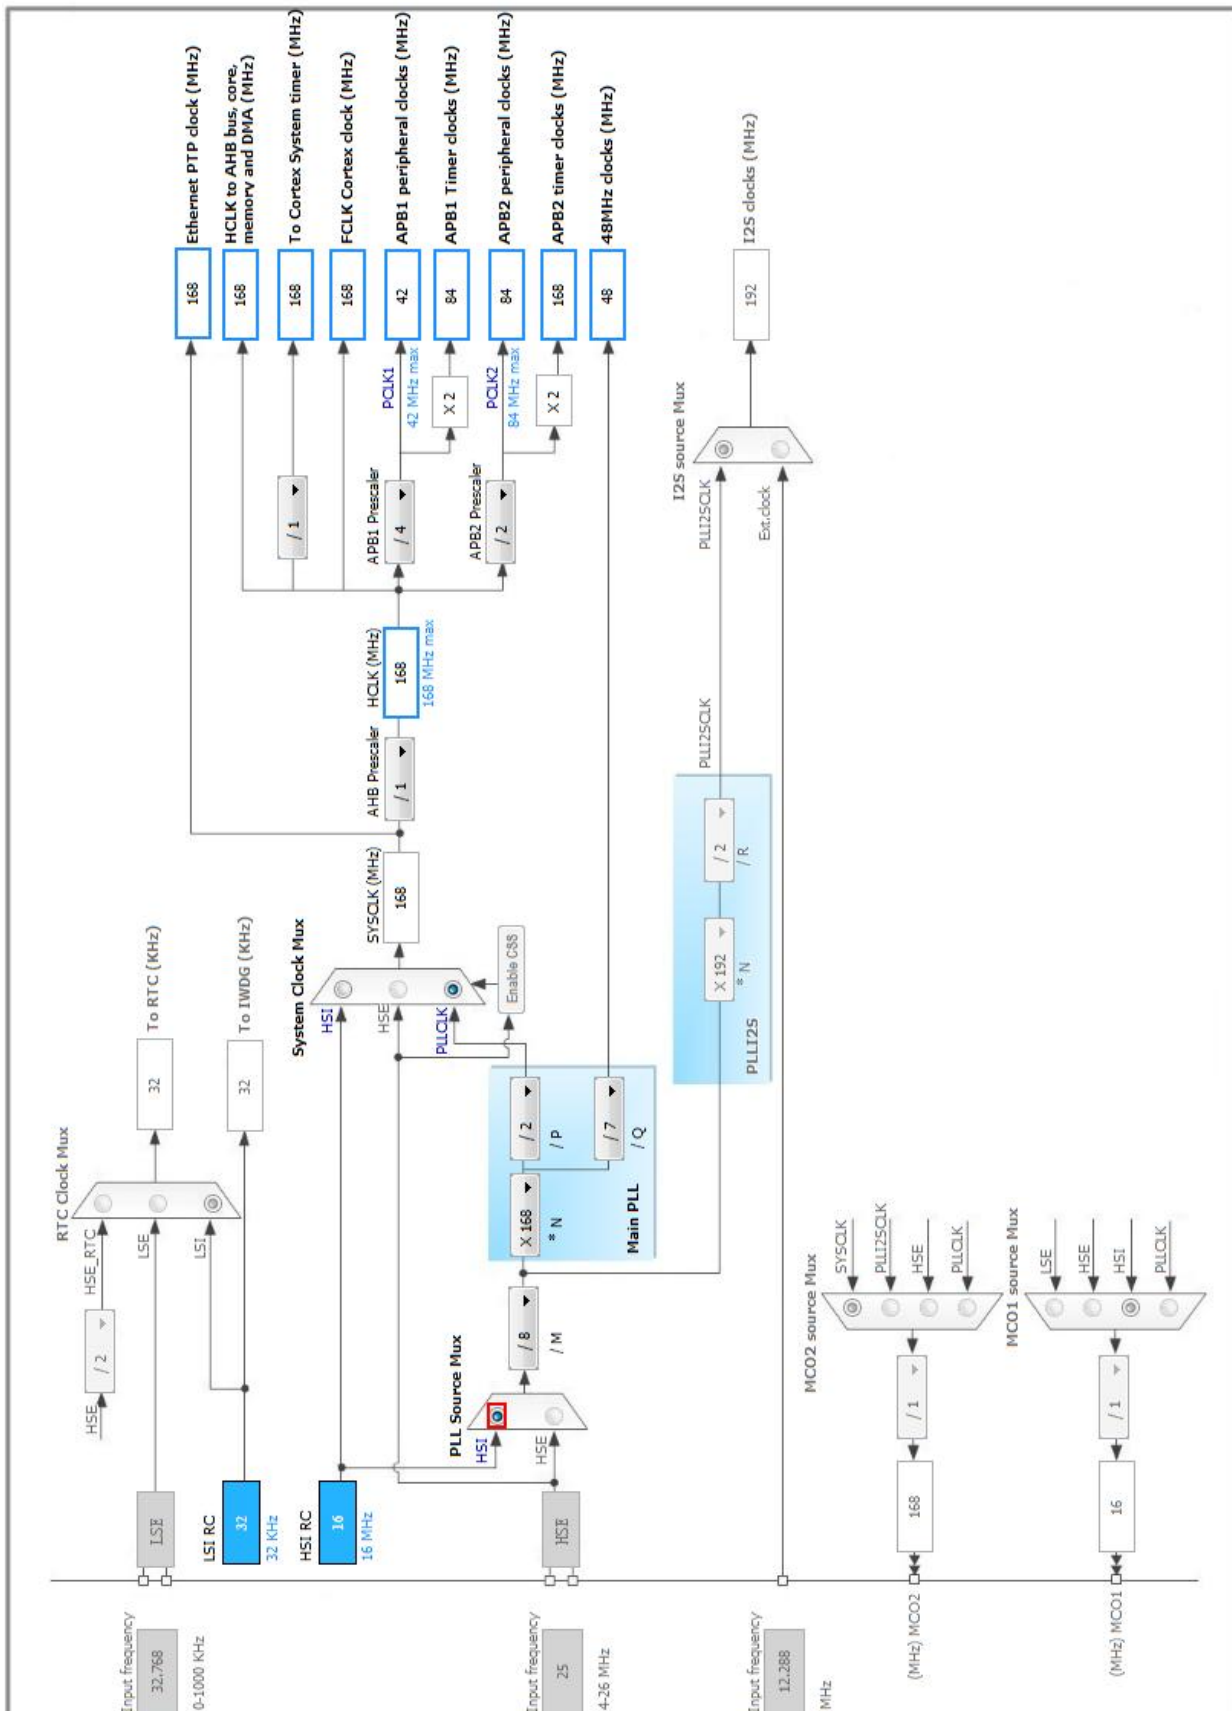 Input frequency
32.768
0-1000 KHz
LSE
HSE
/ 2
HSE_RTC
LSE
LSI
RTC Clock Mux
32
To RTC (KHz)
LSI RC
32
32 KHz
32
To IWDG (KHz)
HSI RC
16
16 MHz
Input frequency
25
4-26 MHz
HSE
PLL Source Mux
HSI
HSE
/ 8
/ M
Main PLL
X 168
* N
/ 2
/ P
/ 7
/ Q
System Clock Mux
HSI
HSE
PLLCLK
Enable CSS
SYSCLK (MHz)
168
AHB Prescaler
/ 1
HCLK (MHz)
168
168 MHz max
/ 1
APB1 Prescaler
/ 4
APB2 Prescaler
/ 2
PCLK1
42 MHz max
X 2
PCLK2
84 MHz max
X 2
168
Ethernet PTP clock (MHz)
168
HCLK to AHB bus, core,
memory and DMA (MHz)
168
To Cortex System timer (MHz)
168
FCLK Cortex clock (MHz)
42
APB1 peripheral clocks (MHz)
84
APB1 Timer clocks (MHz)
84
APB2 peripheral clocks (MHz)
168
APB2 timer clocks (MHz)
48
48MHz clocks (MHz)
PLLI2S
X 192
* N
/ 2
/ R
PLLI2SCLK
I2S source Mux
PLLI2SCLK
Ext.clock
192
I2S clocks (MHz)
Input frequency
12.288
MHz
(MHz) MCO2
168
/ 1
MCO2 source Mux
SYSCLK
PLLI2SCLK
HSE
PLLCLK
(MHz) MCO1
16
/ 1
MCO1 source Mux
LSE
HSE
HSI
PLLCLK